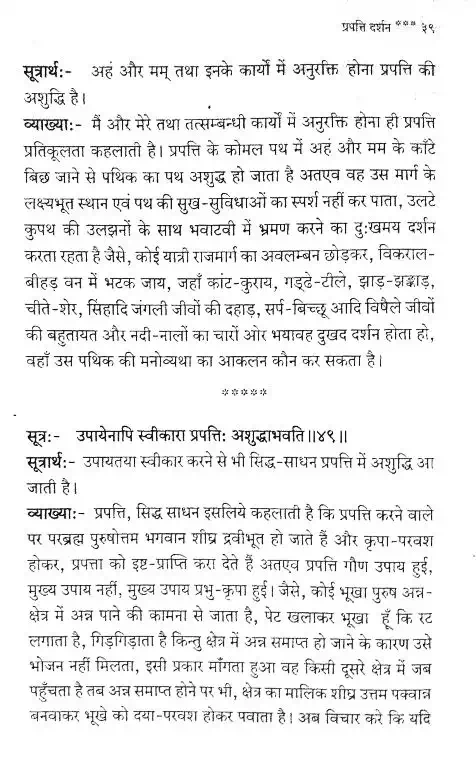 प्रपत्ति दर्शन *** ३९
सूत्रार्थ:- अहं और मम् तथा इनके कार्यों में अनुरक्ति होना प्रपत्ति की
अशुद्धि है।
व्याख्या:- मैं और मेरे तथा तत्सम्बन्धी कार्यों में अनुरक्ति होना ही प्रपत्ति
प्रतिकूलता कहलाती है। प्रपत्ति के कोमल पथ में अहं और मम के काँटे
बिछ जाने से पथिक का पथ अशुद्ध हो जाता है अतएव वह उस मार्ग के
लक्ष्यभूत स्थान एवं पथ की सुख-सुविधाओं का स्पर्श नहीं कर पाता, उलटे
कुपथ की उलझनों के साथ भवाटवी में भ्रमण करने का दु:खमय दर्शन
करता रहता है जैसे, कोई यात्री राजमार्ग का अवलम्बन छोड़कर, विकराल-
बीहड़ वन में भटक जाय, जहाँ कांट-कुराय, गड्ढे-टीले, झाड़-झङ्खाड़,
चीते-शेर, सिंहादि जंगली जीवों की दहाड़, सर्प-बिच्छू आदि विषैले जीवों
की बहुतायत और नदी-नालों का चारों ओर भयावह दुखद दर्शन होता हो,
वहाँ उस पथिक की मनोव्यथा का आकलन कौन कर सकता है।
*****
सूत्र:- उपायेनापि स्वीकारा प्रपत्ति: अशुद्धाभवति॥४९॥
सूत्रार्थ:- उपायतया स्वीकार करने से भी सिद्ध-साधन प्रपत्ति में अशुद्धि आ
जाती है।
व्याख्या:- प्रपत्ति, सिद्ध साधन इसलिये कहलाती है कि प्रपत्ति करने वाले
पर परब्रह्म पुरुषोत्तम भगवान शीघ्र द्रवीभूत हो जाते हैं और कृपा-परवश
होकर, प्रपत्ता को इष्ट-प्राप्ति करा देते हैं अतएव प्रपत्ति गौण उपाय हुई,
मुख्य उपाय नहीं, मुख्य उपाय प्रभु-कृपा हुई। जैसे, कोई भूखा पुरुष अन्न-
क्षेत्र में अन्न पाने की कामना से जाता है, पेट खलाकर भूखा हूँ कि रट
लगाता है, गिड़गिड़ाता है किन्तु क्षेत्र में अन्न समाप्त हो जाने के कारण उसे
भोजन नहीं मिलता, इसी प्रकार माँगता हुआ वह किसी दूसरे क्षेत्र में जब
पहुँचता है तब अन्न समाप्त होने पर भी, क्षेत्र का मालिक शीघ्र उत्तम पक्वान्न
बनवाकर भूखे को दया-परवश होकर पवाता है। अब विचार करे कि यदि